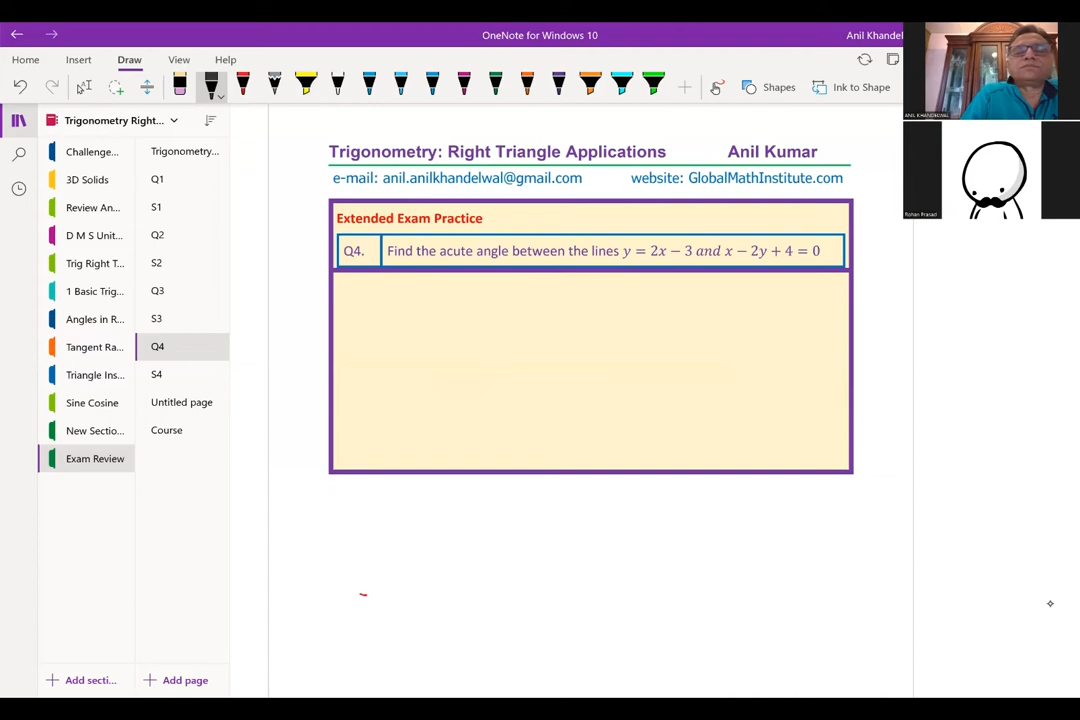 OneNote for Windows 10
Anil Khandel
Home Insert Draw View Help
Shapes
Ink to Shape
ANIL KHANDELWAL
Rohan Prasad
Trigonometry Right...
Challenge...
3D Solids
Review An...
D M S Unit...
Trig Right T...
1 Basic Trig...
Angles in R...
Tangent Ra...
Triangle Ins...
Sine Cosine
New Sectio...
Exam Review
Add secti...
Trigonometry...
Q1
S1
Q2
S2
Q3
S3
Q4
S4
Untitled page
Course
Add page
Trigonometry: Right Triangle Applications Anil Kumar
e-mail: anil.anilkhandelwal@gmail.com website: GlobalMathInstitute.com
Extended Exam Practice
Q4. Find the acute angle between the lines y = 2x − 3 and x − 2y + 4 = 0